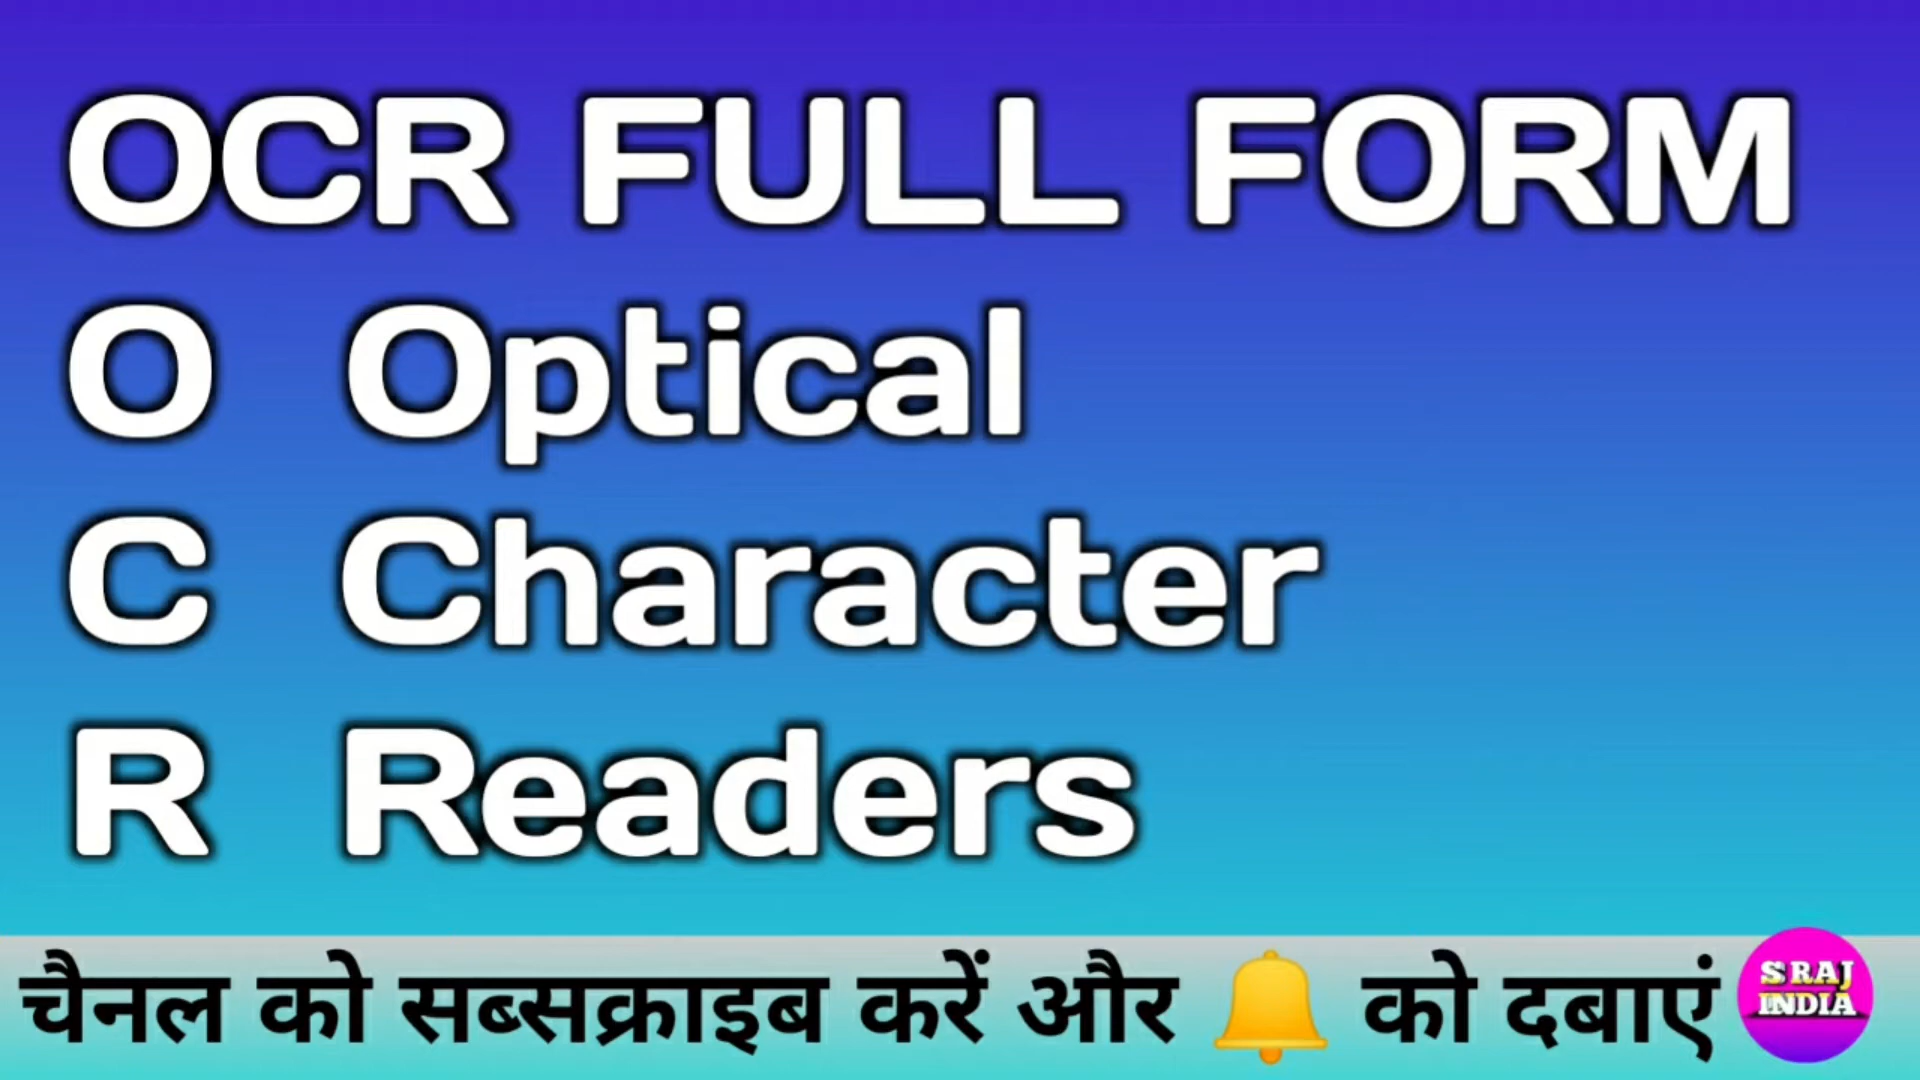 OCR FULL FORM
O Optical
C Character
R Readers
चैनल को सब्सक्राइब करें और 🔔 को दबाएं
S RAJ
INDIA